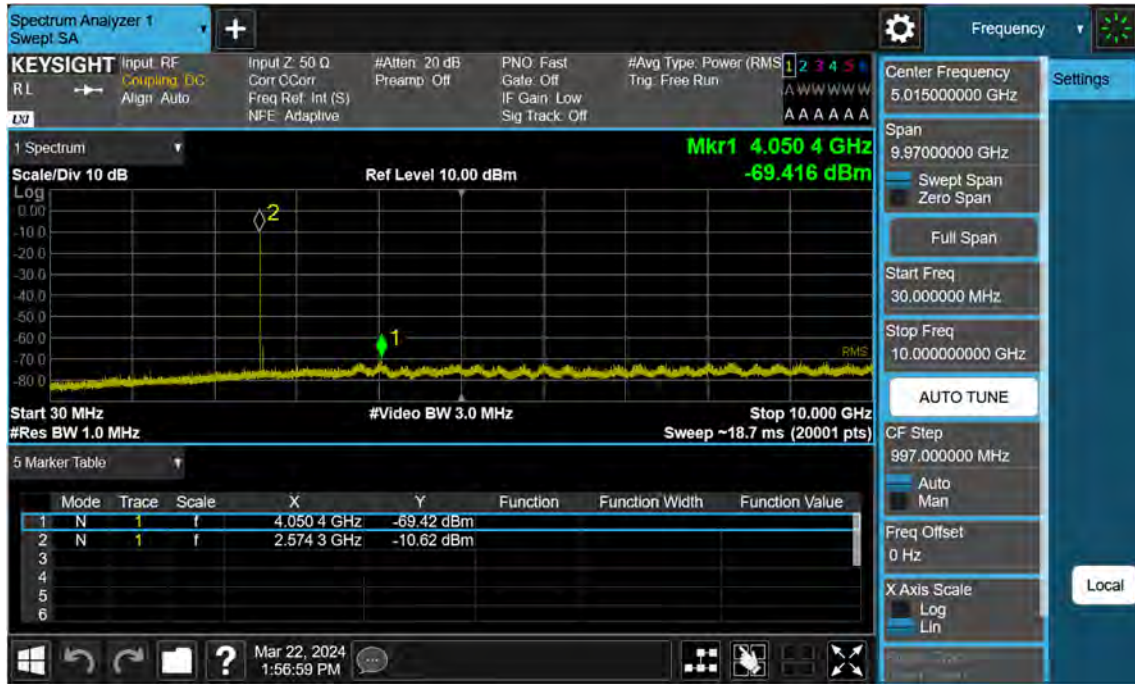 Spectrum Analyzer 1
Swept SA
+
Frequency
KEYSIGHT
RL
LXI
Input: RF
Coupling: DC
Align: Auto
Input Z: 50 Ω
Corr CCorr
Freq Ref: Int (S)
NFE: Adaptive
#Atten: 20 dB
Preamp: Off
PNO: Fast
Gate: Off
IF Gain: Low
Sig Track: Off
#Avg Type: Power (RMS
Trig: Free Run
1 2 3 4 5 6
A W W W W W
A A A A A A
Center Frequency
5.015000000 GHz
Settings
1 Spectrum
Mkr1 4.050 4 GHz
Scale/Div 10 dB
Ref Level 10.00 dBm
-69.416 dBm
Log
0.00
-10.0
-20.0
-30.0
-40.0
-50.0
-60.0
-70.0
-80.0
2
1
RMS
Start 30 MHz
#Video BW 3.0 MHz
Stop 10.000 GHz
#Res BW 1.0 MHz
Sweep ~18.7 ms (20001 pts)
Span
9.97000000 GHz
Swept Span
Zero Span
Full Span
Start Freq
30.000000 MHz
Stop Freq
10.000000000 GHz
AUTO TUNE
CF Step
997.000000 MHz
Auto
Man
Freq Offset
0 Hz
X Axis Scale
Log
Lin
Local
5 Marker Table
Mode Trace Scale X Y Function Function Width Function Value
1 N 1 f 4.050 4 GHz -69.42 dBm
2 N 1 f 2.574 3 GHz -10.62 dBm
3
4
5
6
?
Mar 22, 2024
1:56:59 PM